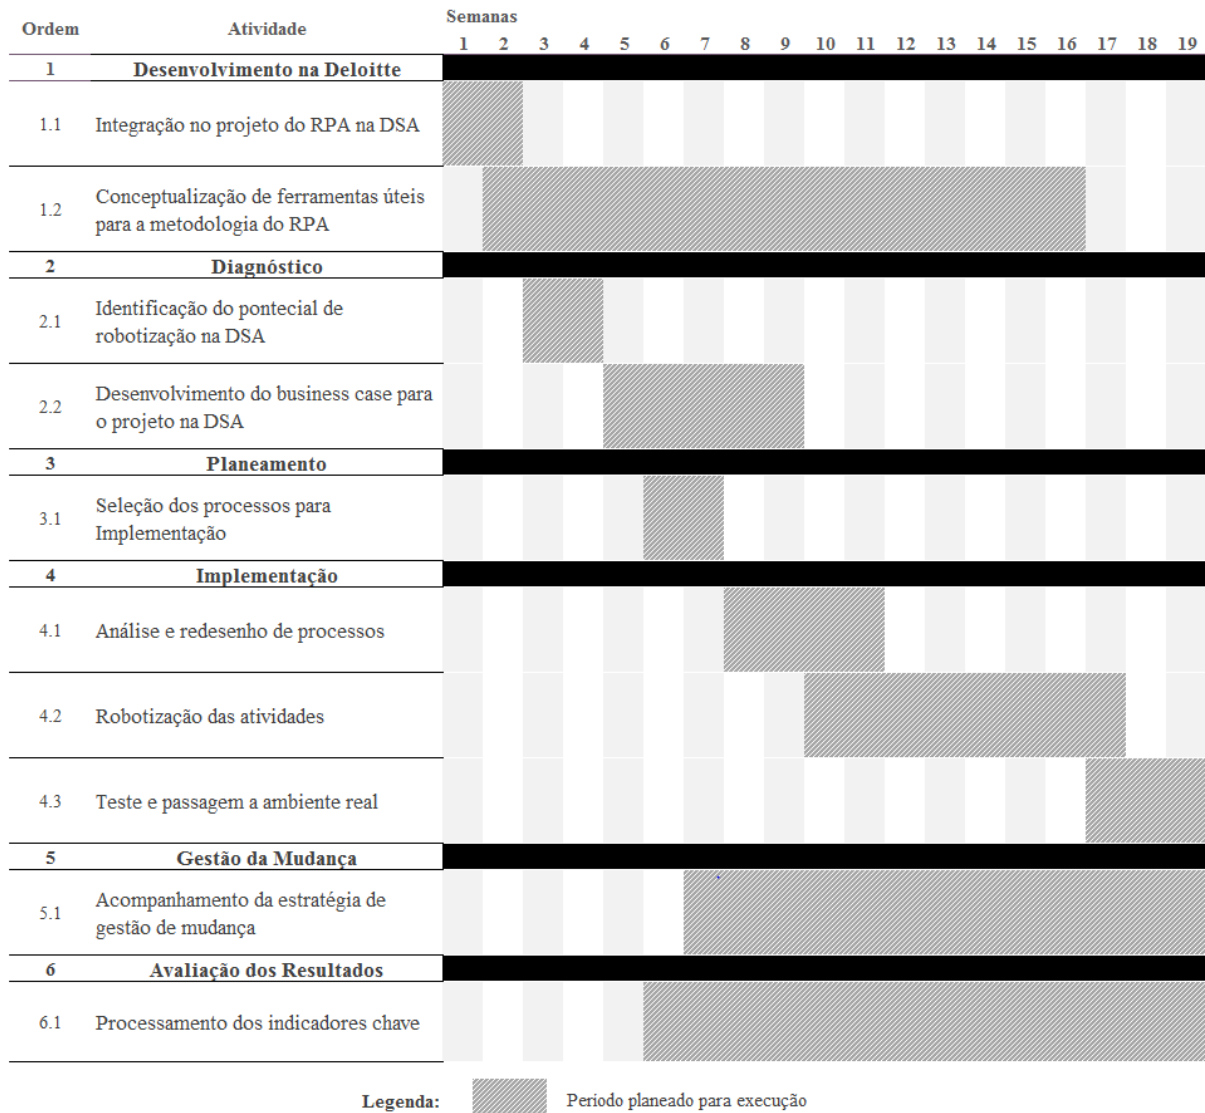 Semanas
Ordem Atividade
1 2 3 4 5 6 7 8 9 10 11 12 13 14 15 16 17 18 19
1 Desenvolvimento na Deloitte
1.1 Integração no projeto do RPA na DSA
1.2 Conceptualização de ferramentas úteis
para a metodologia do RPA
2 Diagnóstico
2.1 Identificação do pontecial de
robotização na DSA
2.2 Desenvolvimento do business case para
o projeto na DSA
3 Planeamento
3.1 Seleção dos processos para
Implementação
4 Implementação
4.1 Análise e redesenho de processos
4.2 Robotização das atividades
4.3 Teste e passagem a ambiente real
5 Gestão da Mudança
5.1 Acompanhamento da estratégia de
gestão de mudança
6 Avaliação dos Resultados
6.1 Processamento dos indicadores chave
Legenda: Periodo planeado para execução